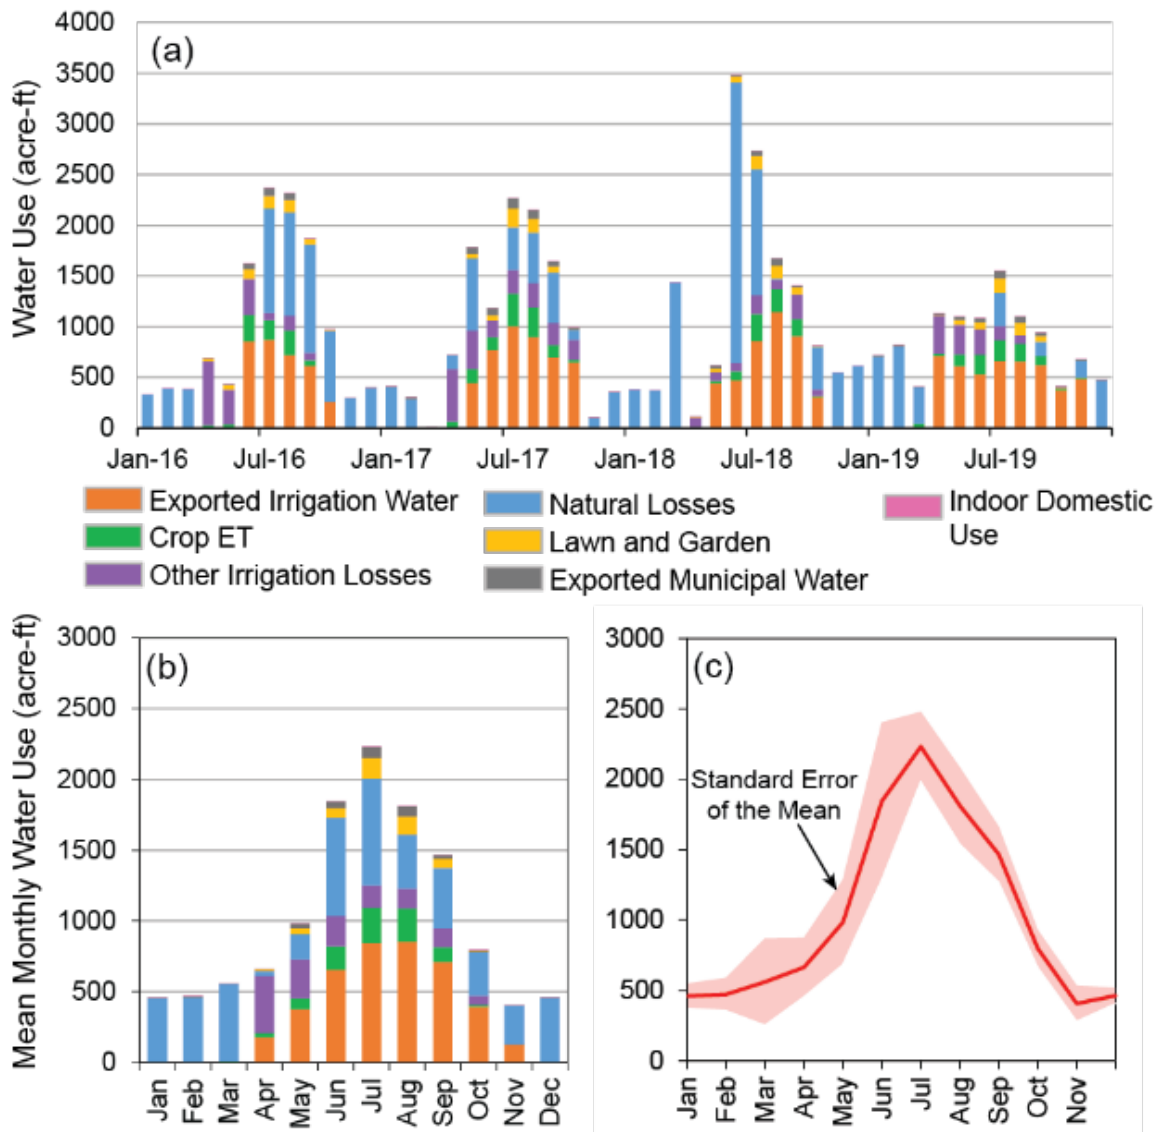 (a)
Water Use (acre-ft)
4000
3500
3000
2500
2000
1500
1000
500
0
Jan-16 Jul-16 Jan-17 Jul-17 Jan-18 Jul-18 Jan-19 Jul-19
Exported Irrigation Water
Crop ET
Other Irrigation Losses
Natural Losses
Lawn and Garden
Exported Municipal Water
Indoor Domestic
Use
(b)
Mean Monthly Water Use (acre-ft)
3000
2500
2000
1500
1000
500
0
Jan Feb Mar Apr May Jun Jul Aug Sep Oct Nov Dec
(c)
3000
2500
2000
1500
1000
500
0
Standard Error
of the Mean
Jan Feb Mar Apr May Jun Jul Aug Sep Oct Nov